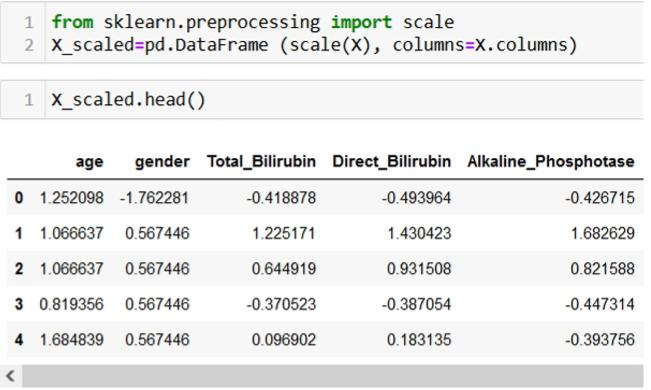 1 from sklearn.preprocessing import scale
2 X_scaled=pd.DataFrame (scale(X), columns=X.columns)
1 X_scaled.head()
age gender Total_Bilirubin Direct_Bilirubin Alkaline_Phosphotase
0 1.252098 -1.762281 -0.418878 -0.493964 -0.426715
1 1.066637 0.567446 1.225171 1.430423 1.682629
2 1.066637 0.567446 0.644919 0.931508 0.821588
3 0.819356 0.567446 -0.370523 -0.387054 -0.447314
4 1.684839 0.567446 0.096902 0.183135 -0.393756